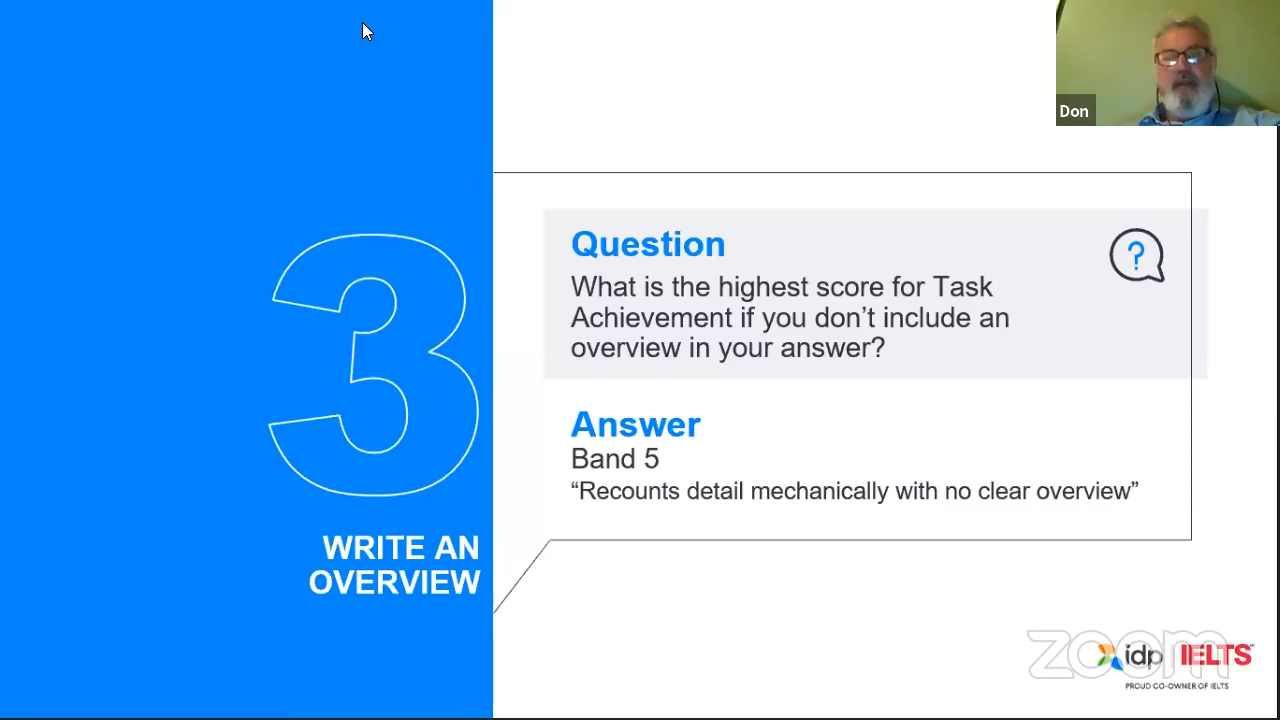 Don
3
WRITE AN
OVERVIEW
Question
?
What is the highest score for Task
Achievement if you don’t include an
overview in your answer?
Answer
Band 5
“Recounts detail mechanically with no clear overview”
zoom
idp IELTS™
PROUD CO-OWNER OF IELTS